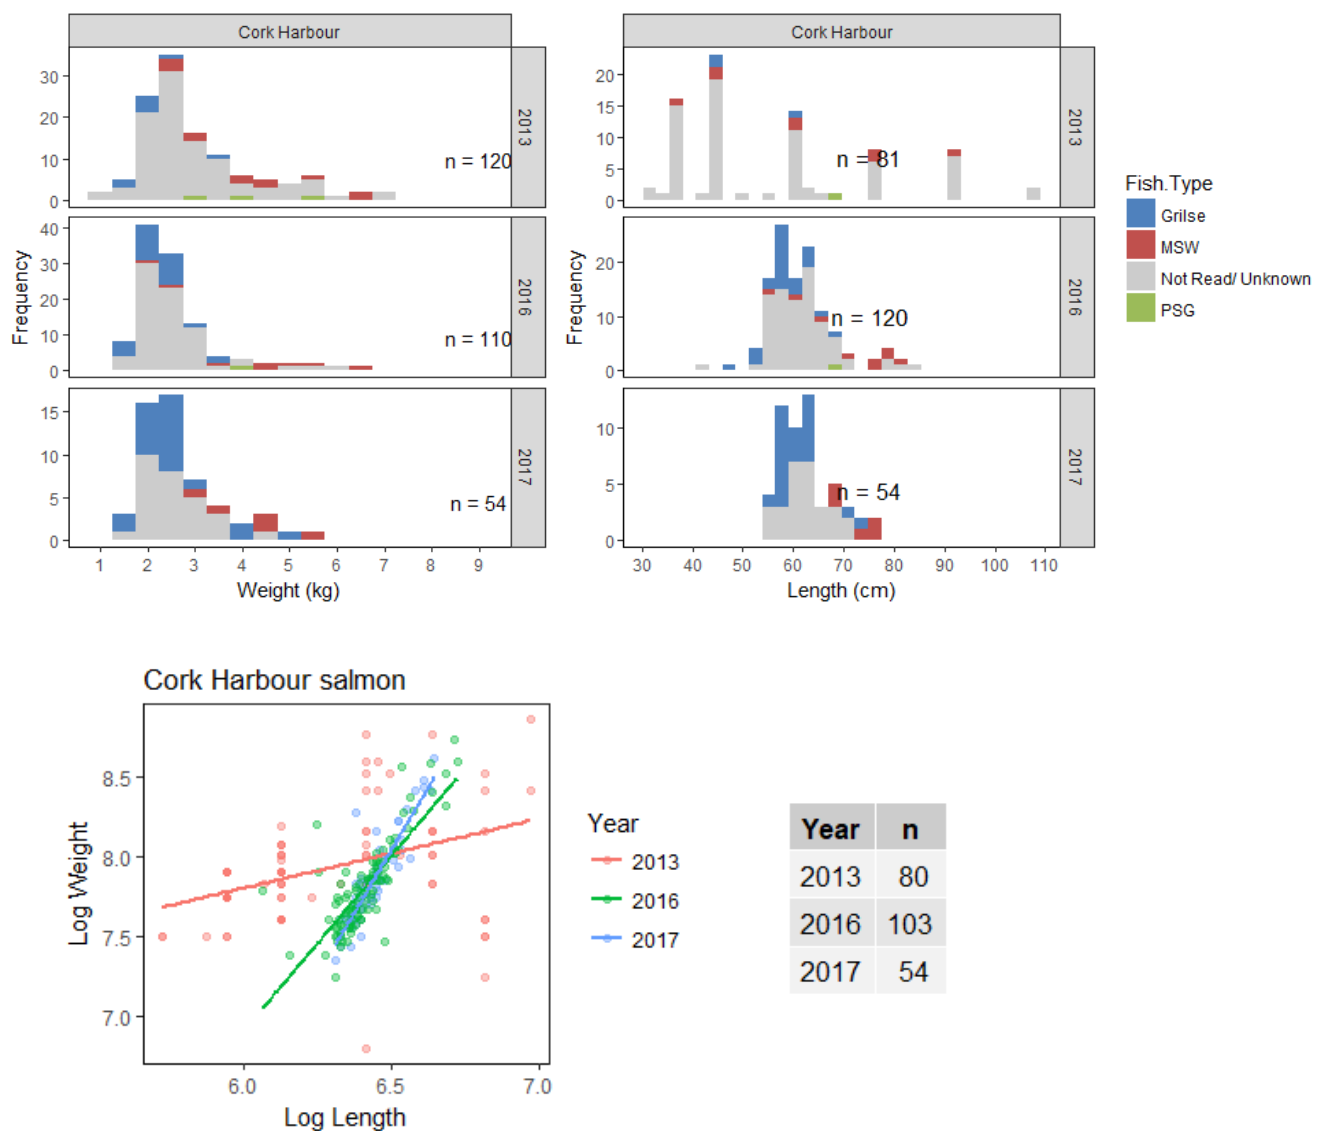 Cork Harbour
Cork Harbour
30
20
10
0
n = 120
2013
20
15
10
5
0
n = 81
2013
Frequency
40
30
20
10
0
n = 110
2016
Frequency
20
10
0
n = 120
2016
15
10
5
0
n = 54
2017
10
5
0
n = 54
2017
1 2 3 4 5 6 7 8 9
Weight (kg)
30 40 50 60 70 80 90 100 110
Length (cm)
Fish.Type
Grilse
MSW
Not Read/ Unknown
PSG
Cork Harbour salmon
Log Weight
8.5
8.0
7.5
7.0
6.0 6.5 7.0
Log Length
Year
2013
2016
2017
Year n
2013 80
2016 103
2017 54